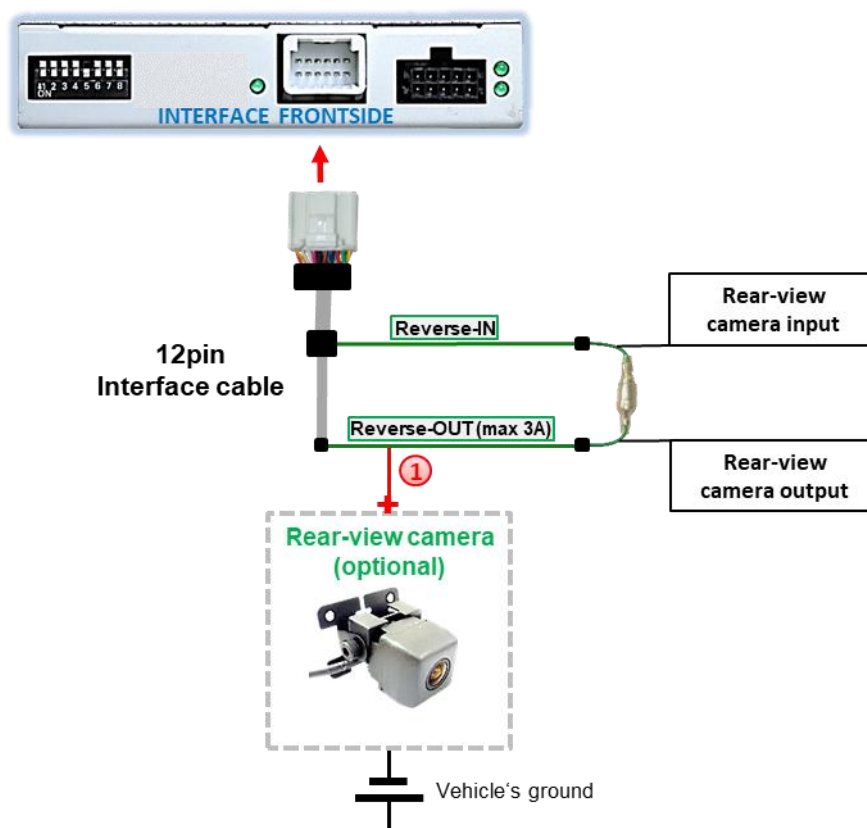 1 2 3 4 5 6 7 8
ON
INTERFACE FRONTSIDE
Rear-view
camera input
Reverse-IN
12pin
Interface cable
Reverse-OUT (max 3A)
1
Rear-view
camera output
Rear-view camera
(optional)
Vehicle‘s ground